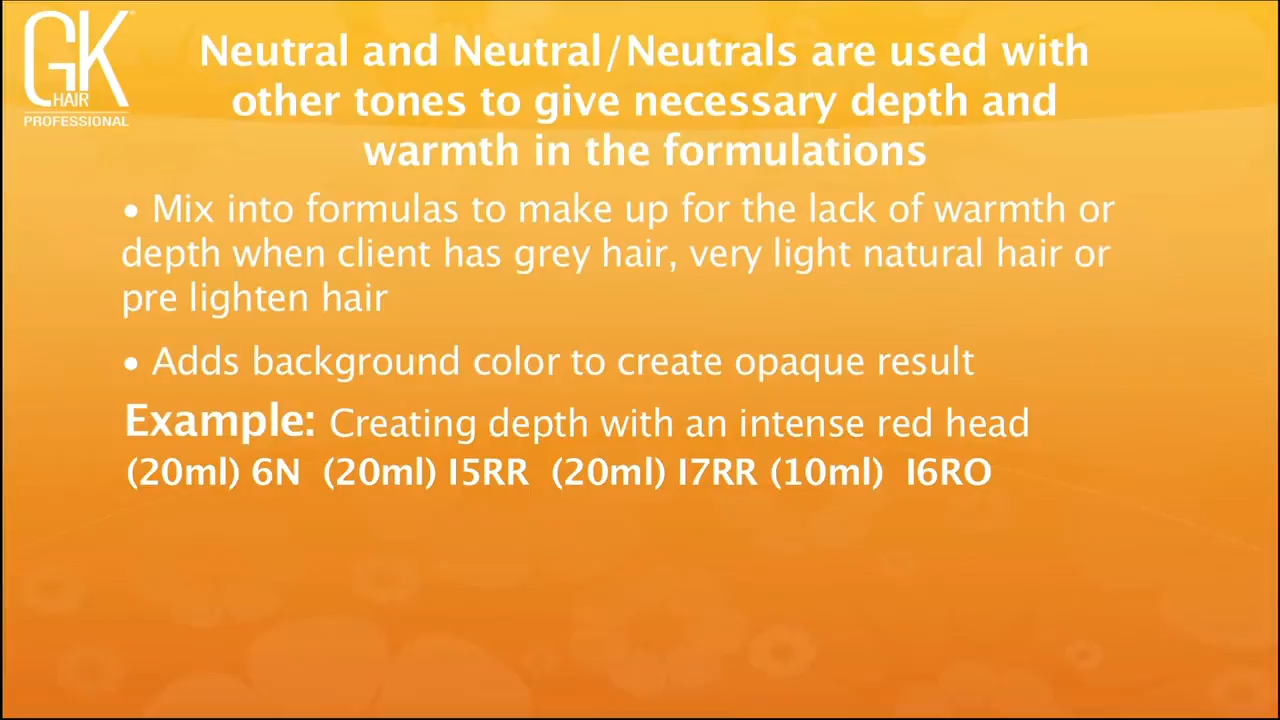 GK
HAIR
PROFESSIONAL
Neutral and Neutral/Neutrals are used with
other tones to give necessary depth and
warmth in the formulations
• Mix into formulas to make up for the lack of warmth or
depth when client has grey hair, very light natural hair or
pre lighten hair
• Adds background color to create opaque result
Example: Creating depth with an intense red head
(20ml) 6N (20ml) I5RR (20ml) I7RR (10ml) I6RO